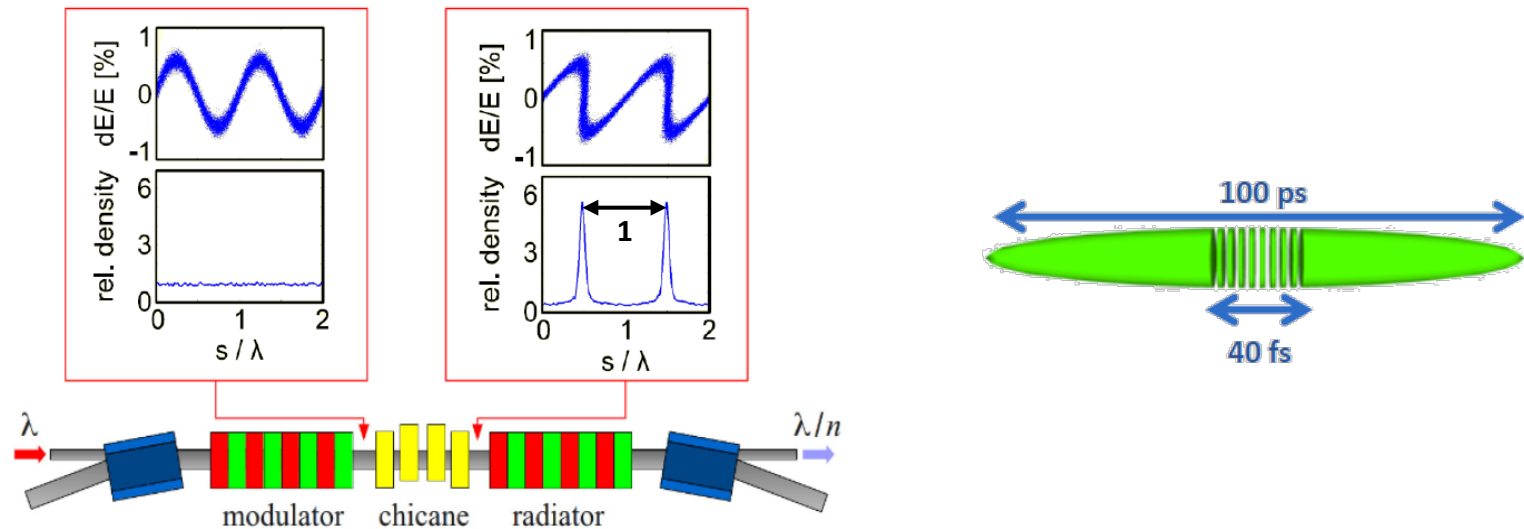 1
dE/E [%]
0
-1
6
rel. density
3
0
0 1 2
s / λ
1
dE/E [%]
0
-1
6
rel. density
3
0
1
0 1 2
s / λ
λ
λ/n
modulator chicane radiator
100 ps
40 fs